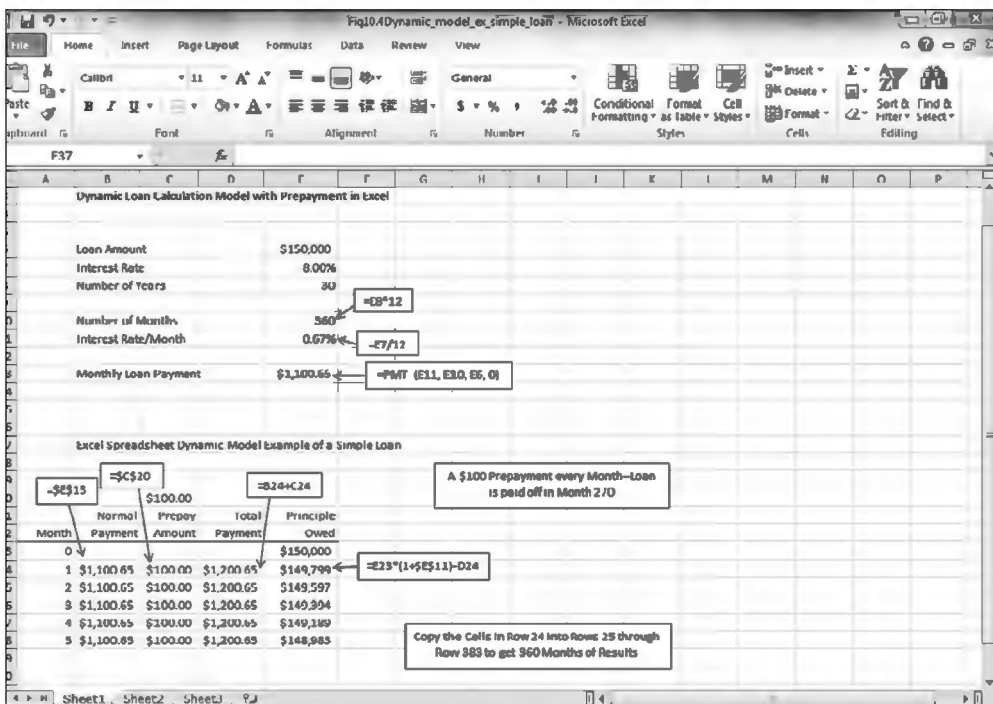 Fig10.4Dynamic_model_ex_simple_loan - Microsoft Excel
File Home Insert Page Layout Formulas Data Review View
Calibri 11 A A General Insert Σ
Paste B I U A $ % , Conditional Formatting Format as Table Cell Styles Delete Format Sort & Filter Find & Select
Font Alignment Number Styles Cells Editing
F37 fx
A B C D E F G H I J K L M N O P
Dynamic Loan Calculation Model with Prepayment in Excel
Loan Amount $150,000
Interest Rate 8.00%
Number of Years 30
=E8*12
Number of Months 360
Interest Rate/Month 0.67%
=E7/12
Monthly Loan Payment $1,100.65 =PMT (E11, E10, E6, 0)
Excel Spreadsheet Dynamic Model Example of a Simple Loan
=$E$13 =$C$20 =B24+C24
A $100 Prepayment every Month--Loan
is paid off in Month 270
$100.00
Normal Prepay Total Principle
Month Payment Amount Payment Owed
0 $150,000
1 $1,100.65 $100.00 $1,200.65 $149,799 =E23*(1+$E$11)-D24
2 $1,100.65 $100.00 $1,200.65 $149,597
3 $1,100.65 $100.00 $1,200.65 $149,394
4 $1,100.65 $100.00 $1,200.65 $149,189
5 $1,100.65 $100.00 $1,200.65 $148,983
Copy the Cells in Row 24 into Rows 25 through
Row 383 to get 360 Months of Results
Sheet1 Sheet2 Sheet3